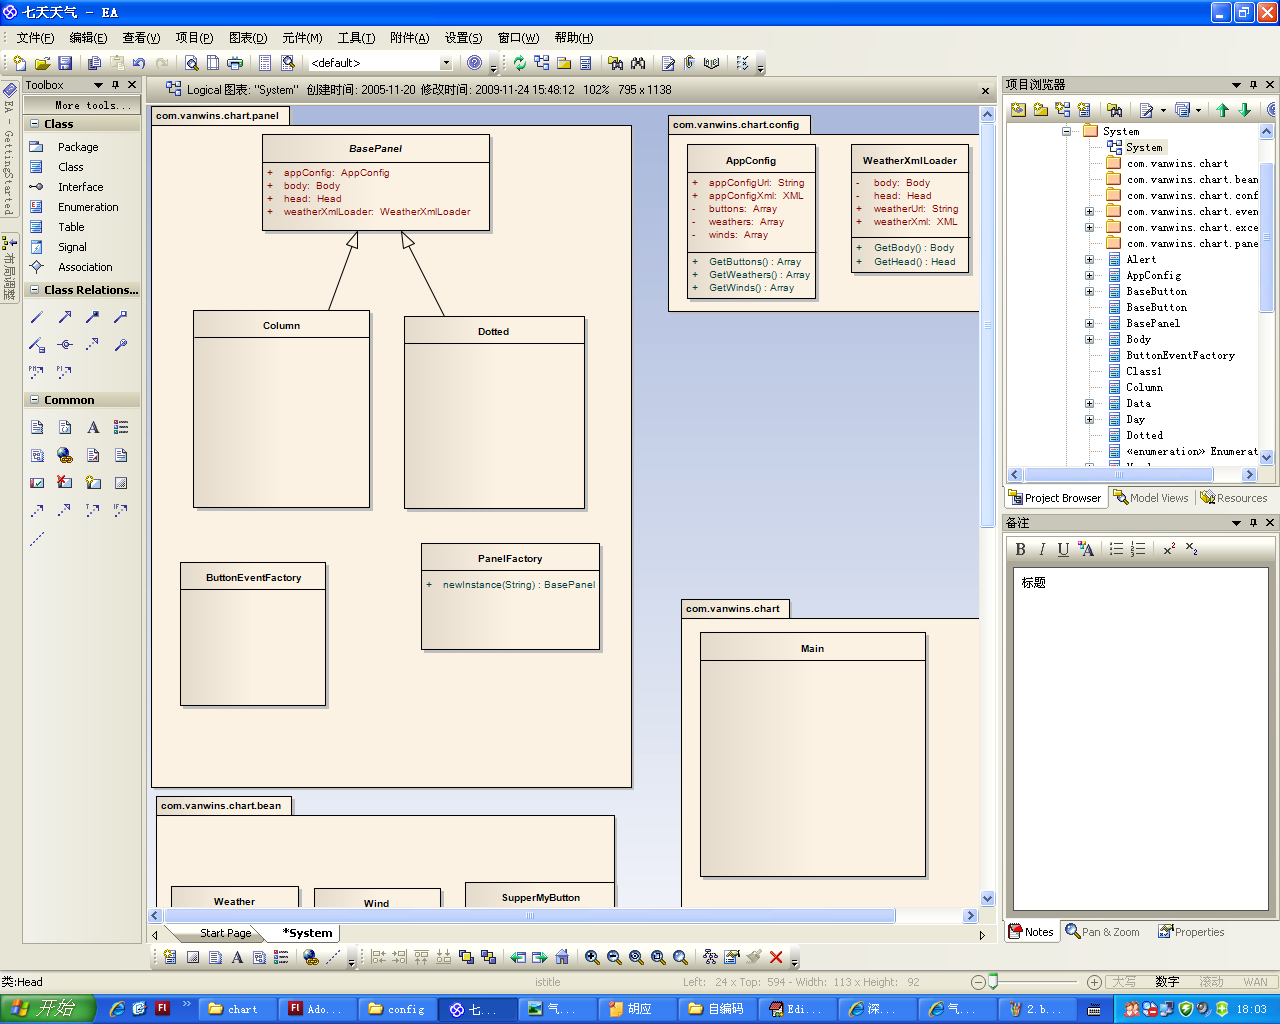 七天天气 - EA
文件(F) 编辑(E) 查看(V) 项目(P) 图表(D) 元件(M) 工具(T) 附件(A) 设置(S) 窗口(W) 帮助(H)
<default>
Toolbox
More tools...
Class
Package
Class
Interface
Enumeration
Table
Signal
Association
Class Relations...
Common
EA - GettingStarted
布局调整
Logical 图表: "System" 创建时间: 2005-11-20 修改时间: 2009-11-24 15:48:12 102% 795 x 1138
com.vanwins.chart.panel
BasePanel
+ appConfig: AppConfig
+ body: Body
+ head: Head
+ weatherXmlLoader: WeatherXmlLoader
Column
Dotted
ButtonEventFactory
PanelFactory
+ newInstance(String) : BasePanel
com.vanwins.chart.config
AppConfig
+ appConfigUrl: String
+ appConfigXml: XML
- buttons: Array
- weathers: Array
- winds: Array
+ GetButtons() : Array
+ GetWeathers() : Array
+ GetWinds() : Array
WeatherXmlLoader
- body: Body
- head: Head
+ weatherUrl: String
+ weatherXml: XML
+ GetBody() : Body
+ GetHead() : Head
com.vanwins.chart
Main
com.vanwins.chart.bean
Weather
Wind
SupperMyButton
Start Page
*System
项目浏览器
System
System
com.vanwins.chart
com.vanwins.chart.bean
com.vanwins.chart.conf
com.vanwins.chart.even
com.vanwins.chart.exce
com.vanwins.chart.pane
Alert
AppConfig
BaseButton
BaseButton
BasePanel
Body
ButtonEventFactory
Class1
Column
Data
Day
Dotted
«enumeration» Enumerat
Project Browser
Model Views
Resources
备注
B I U A x² x₂
标题
Notes
Pan & Zoom
Properties
类:Head
istitle
Left: 24 x Top: 594 - Width: 113 x Height: 92
大写 数字 滚动 WAN
开始
chart
Ado...
config
七...
气...
胡应
自编码
Edi...
深...
气...
2.b...
18:03